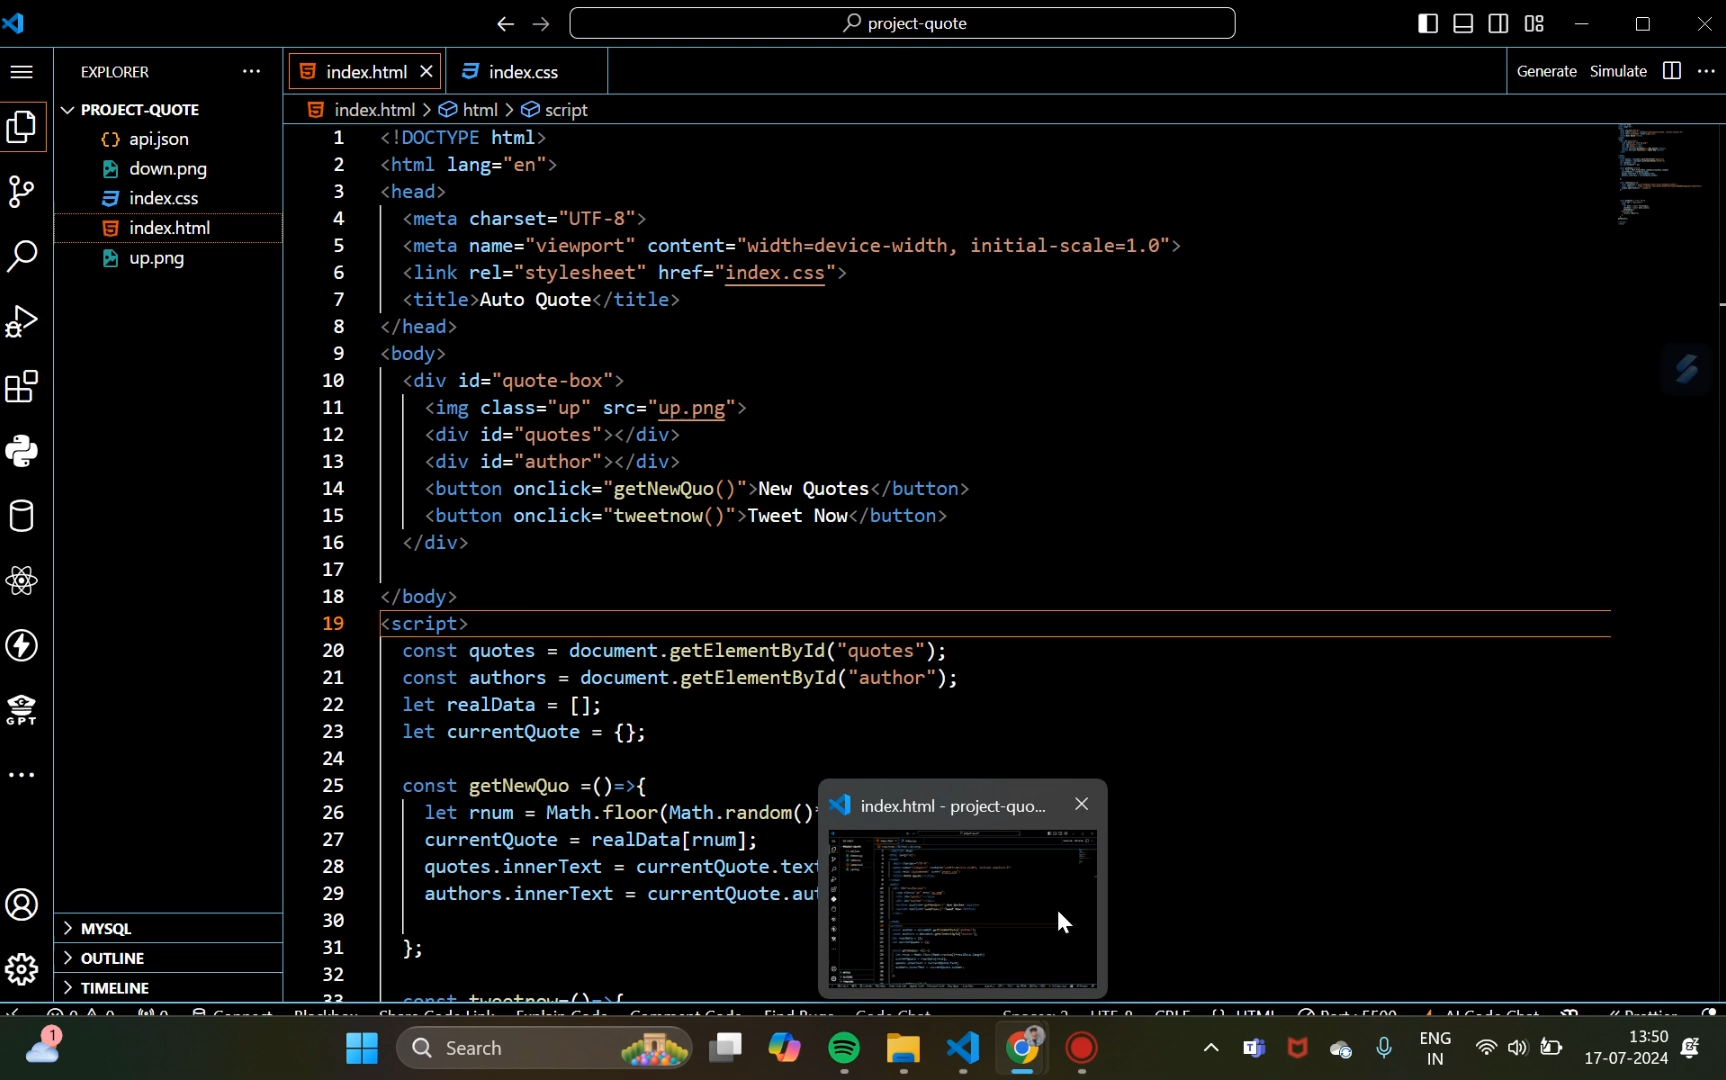 project-quote
EXPLORER
index.html
index.css
Generate
Simulate
PROJECT-QUOTE
index.html > html > script
api.json
down.png
index.css
index.html
up.png
1 <!DOCTYPE html>
2 <html lang="en">
3 <head>
4 <meta charset="UTF-8">
5 <meta name="viewport" content="width=device-width, initial-scale=1.0">
6 <link rel="stylesheet" href="index.css">
7 <title>Auto Quote</title>
8 </head>
9 <body>
10 <div id="quote-box">
11 <img class="up" src="up.png">
12 <div id="quotes"></div>
13 <div id="author"></div>
14 <button onclick="getNewQuo()">New Quotes</button>
15 <button onclick="tweetnow()">Tweet Now</button>
16 </div>
17
18 </body>
19 <script>
20 const quotes = document.getElementById("quotes");
21 const authors = document.getElementById("author");
22 let realData = [];
23 let currentQuote = {};
24
25 const getNewQuo =()=>{
26 let rnum = Math.floor(Math.random()*
27 currentQuote = realData[rnum];
28 quotes.innerText = currentQuote.text
29 authors.innerText = currentQuote.aut
30
31 };
32
33 const tweetnow=()=>{
index.html - project-quo...
GPT
MYSQL
OUTLINE
TIMELINE
1
Search
ENG
IN
13:50
17-07-2024